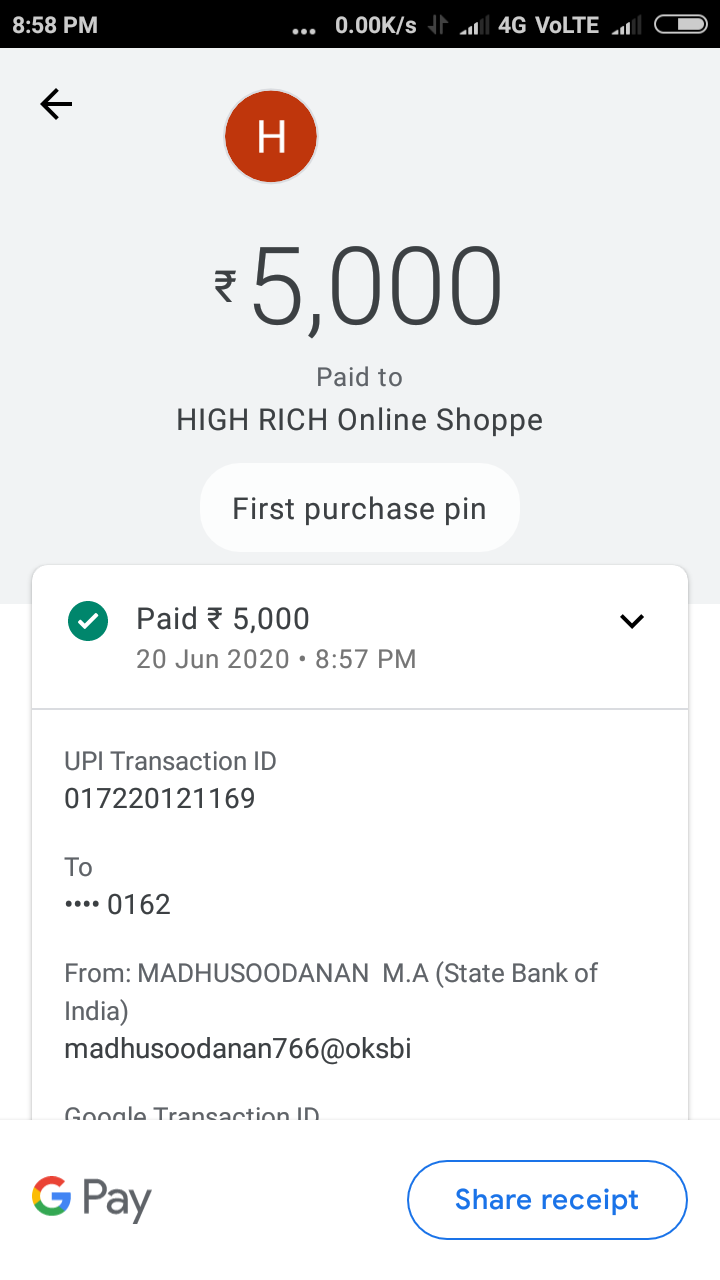 8:58 PM ... 0.00K/s 4G VoLTE
H
₹5,000
Paid to
HIGH RICH Online Shoppe
First purchase pin
Paid ₹ 5,000
20 Jun 2020 • 8:57 PM
UPI Transaction ID
017220121169
To
•••• 0162
From: MADHUSOODANAN M.A (State Bank of
India)
madhusoodanan766@oksbi
Google Transaction ID
G Pay
Share receipt